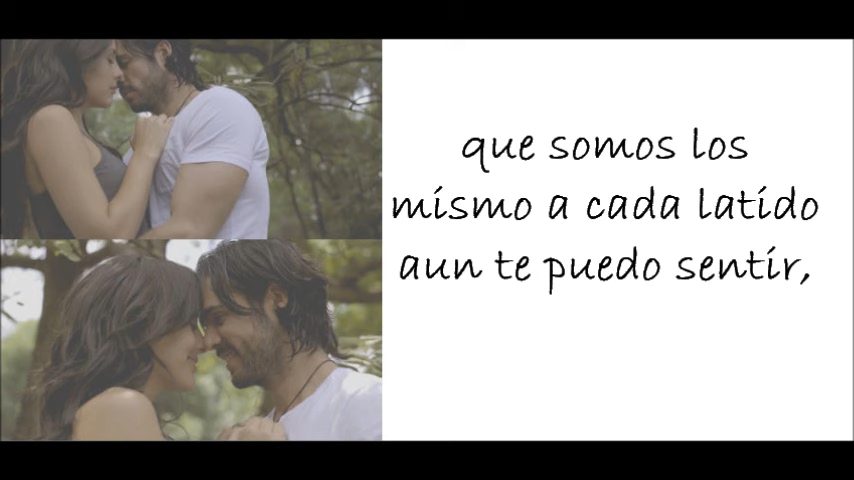 que somos los
mismo a cada latido
aun te puedo sentir,